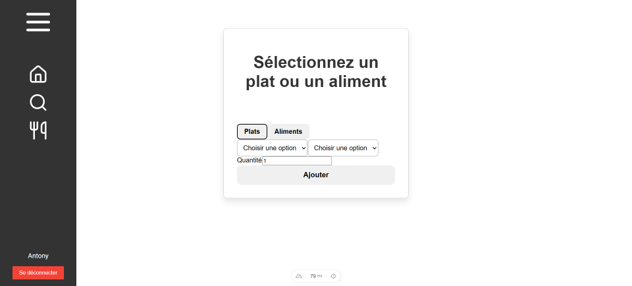 Sélectionnez un
plat ou un aliment
Plats Aliments
Choisir une option Choisir une option
Quantité 1
Ajouter
Antony
Se déconnecter
79